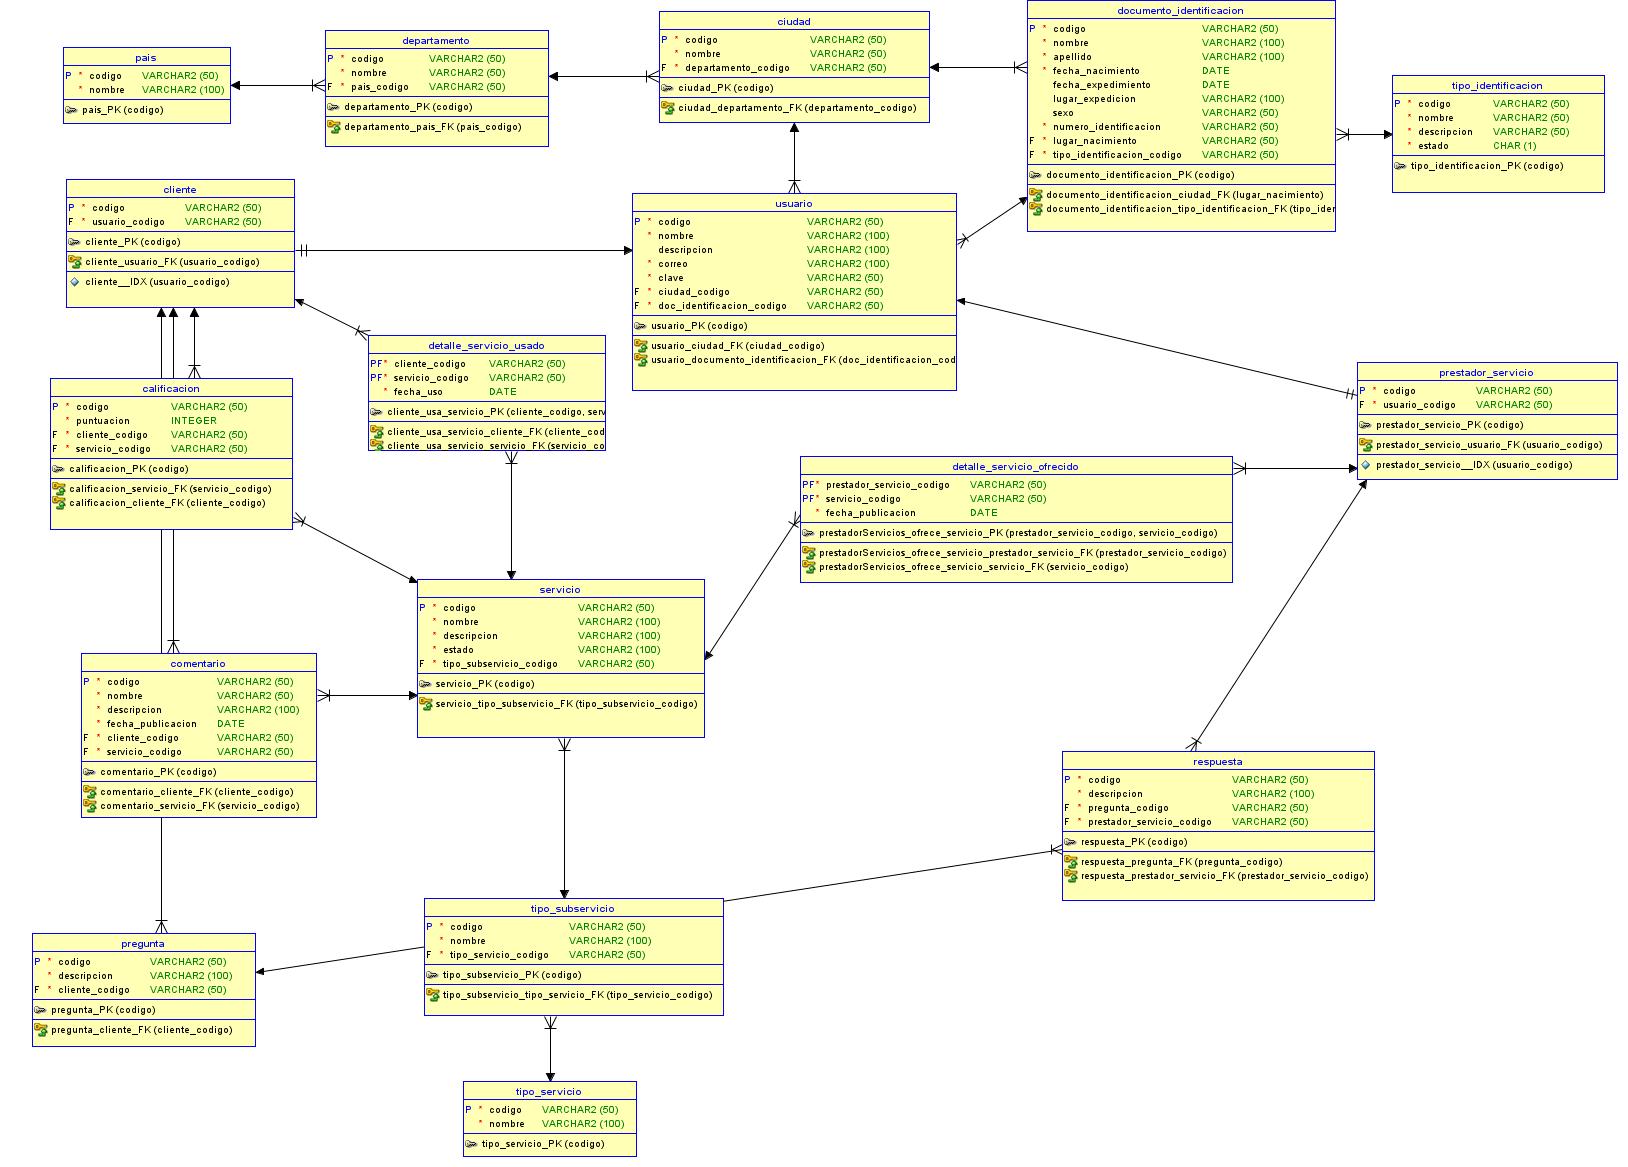 pais
P * codigo VARCHAR2 (50)
* nombre VARCHAR2 (100)
pais_PK (codigo)
departamento
P * codigo VARCHAR2 (50)
* nombre VARCHAR2 (50)
F * pais_codigo VARCHAR2 (50)
departamento_PK (codigo)
departamento_pais_FK (pais_codigo)
ciudad
P * codigo VARCHAR2 (50)
* nombre VARCHAR2 (50)
F * departamento_codigo VARCHAR2 (50)
ciudad_PK (codigo)
ciudad_departamento_FK (departamento_codigo)
documento_identificacion
P * codigo VARCHAR2 (50)
* nombre VARCHAR2 (100)
* apellido VARCHAR2 (100)
* fecha_nacimiento DATE
fecha_expedimiento DATE
lugar_expedicion VARCHAR2 (100)
sexo VARCHAR2 (50)
* numero_identificacion VARCHAR2 (50)
F * lugar_nacimiento VARCHAR2 (50)
F * tipo_identificacion_codigo VARCHAR2 (50)
documento_identificacion_PK (codigo)
documento_identificacion_ciudad_FK (lugar_nacimiento)
documento_identificacion_tipo_identificacion_FK (tipo_ider
tipo_identificacion
P * codigo VARCHAR2 (50)
* nombre VARCHAR2 (50)
* descripcion VARCHAR2 (50)
* estado CHAR (1)
tipo_identificacion_PK (codigo)
cliente
P * codigo VARCHAR2 (50)
F * usuario_codigo VARCHAR2 (50)
cliente_PK (codigo)
cliente_usuario_FK (usuario_codigo)
cliente__IDX (usuario_codigo)
usuario
P * codigo VARCHAR2 (50)
* nombre VARCHAR2 (100)
descripcion VARCHAR2 (100)
* correo VARCHAR2 (100)
* clave VARCHAR2 (50)
F * ciudad_codigo VARCHAR2 (50)
F * doc_identificacion_codigo VARCHAR2 (50)
usuario_PK (codigo)
usuario_ciudad_FK (ciudad_codigo)
usuario_documento_identificacion_FK (doc_identificacion_cod
detalle_servicio_usado
PF* cliente_codigo VARCHAR2 (50)
PF* servicio_codigo VARCHAR2 (50)
* fecha_uso DATE
cliente_usa_servicio_PK (cliente_codigo, serv
cliente_usa_servicio_cliente_FK (cliente_cod
cliente_usa_servicio_servicio_FK (servicio_co
prestador_servicio
P * codigo VARCHAR2 (50)
F * usuario_codigo VARCHAR2 (50)
prestador_servicio_PK (codigo)
prestador_servicio_usuario_FK (usuario_codigo)
prestador_servicio__IDX (usuario_codigo)
calificacion
P * codigo VARCHAR2 (50)
* puntuacion INTEGER
F * cliente_codigo VARCHAR2 (50)
F * servicio_codigo VARCHAR2 (50)
calificacion_PK (codigo)
calificacion_servicio_FK (servicio_codigo)
calificacion_cliente_FK (cliente_codigo)
detalle_servicio_ofrecido
PF* prestador_servicio_codigo VARCHAR2 (50)
PF* servicio_codigo VARCHAR2 (50)
* fecha_publicacion DATE
prestadorServicios_ofrece_servicio_PK (prestador_servicio_codigo, servicio_codigo)
prestadorServicios_ofrece_servicio_prestador_servicio_FK (prestador_servicio_codigo)
prestadorServicios_ofrece_servicio_servicio_FK (servicio_codigo)
servicio
P * codigo VARCHAR2 (50)
* nombre VARCHAR2 (100)
* descripcion VARCHAR2 (100)
* estado VARCHAR2 (100)
F * tipo_subservicio_codigo VARCHAR2 (50)
servicio_PK (codigo)
servicio_tipo_subservicio_FK (tipo_subservicio_codigo)
comentario
P * codigo VARCHAR2 (50)
* nombre VARCHAR2 (50)
* descripcion VARCHAR2 (100)
* fecha_publicacion DATE
F * cliente_codigo VARCHAR2 (50)
F * servicio_codigo VARCHAR2 (50)
comentario_PK (codigo)
comentario_cliente_FK (cliente_codigo)
comentario_servicio_FK (servicio_codigo)
respuesta
P * codigo VARCHAR2 (50)
* descripcion VARCHAR2 (100)
F * pregunta_codigo VARCHAR2 (50)
F * prestador_servicio_codigo VARCHAR2 (50)
respuesta_PK (codigo)
respuesta_pregunta_FK (pregunta_codigo)
respuesta_prestador_servicio_FK (prestador_servicio_codigo)
tipo_subservicio
P * codigo VARCHAR2 (50)
* nombre VARCHAR2 (100)
F * tipo_servicio_codigo VARCHAR2 (50)
tipo_subservicio_PK (codigo)
tipo_subservicio_tipo_servicio_FK (tipo_servicio_codigo)
pregunta
P * codigo VARCHAR2 (50)
* descripcion VARCHAR2 (100)
F * cliente_codigo VARCHAR2 (50)
pregunta_PK (codigo)
pregunta_cliente_FK (cliente_codigo)
tipo_servicio
P * codigo VARCHAR2 (50)
* nombre VARCHAR2 (100)
tipo_servicio_PK (codigo)